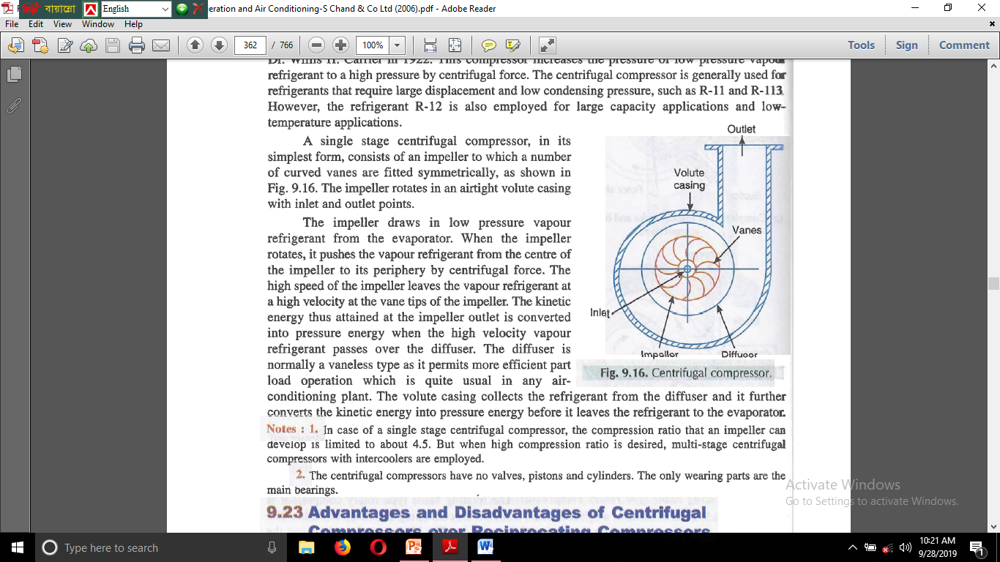 বায়ান্নো English eration and Air Conditioning-S Chand & Co Ltd (2006).pdf - Adobe Reader
File Edit View Window Help
362 / 766 100% Tools Sign Comment
Dr. Willis H. Carrier in 1922. This compressor increases the pressure of low pressure vapour
refrigerant to a high pressure by centrifugal force. The centrifugal compressor is generally used for
refrigerants that require large displacement and low condensing pressure, such as R-11 and R-113.
However, the refrigerant R-12 is also employed for large capacity applications and low-
temperature applications.
A single stage centrifugal compressor, in its
simplest form, consists of an impeller to which a number
of curved vanes are fitted symmetrically, as shown in
Fig. 9.16. The impeller rotates in an airtight volute casing
with inlet and outlet points.
The impeller draws in low pressure vapour
refrigerant from the evaporator. When the impeller
rotates, it pushes the vapour refrigerant from the centre of
the impeller to its periphery by centrifugal force. The
high speed of the impeller leaves the vapour refrigerant at
a high velocity at the vane tips of the impeller. The kinetic
energy thus attained at the impeller outlet is converted
into pressure energy when the high velocity vapour
refrigerant passes over the diffuser. The diffuser is
normally a vaneless type as it permits more efficient part
load operation which is quite usual in any air-
conditioning plant. The volute casing collects the refrigerant from the diffuser and it further
converts the kinetic energy into pressure energy before it leaves the refrigerant to the evaporator.
Outlet
Volute
casing
Vanes
Inlet
Impeller
Diffuser
Fig. 9.16. Centrifugal compressor.
Notes : 1. In case of a single stage centrifugal compressor, the compression ratio that an impeller can
develop is limited to about 4.5. But when high compression ratio is desired, multi-stage centrifugal
compressors with intercoolers are employed.
2. The centrifugal compressors have no valves, pistons and cylinders. The only wearing parts are the
main bearings.
9.23 Advantages and Disadvantages of Centrifugal
Compressors over Reciprocating Compressors
Activate Windows
Go to Settings to activate Windows.
Type here to search
10:21 AM
9/28/2019
1